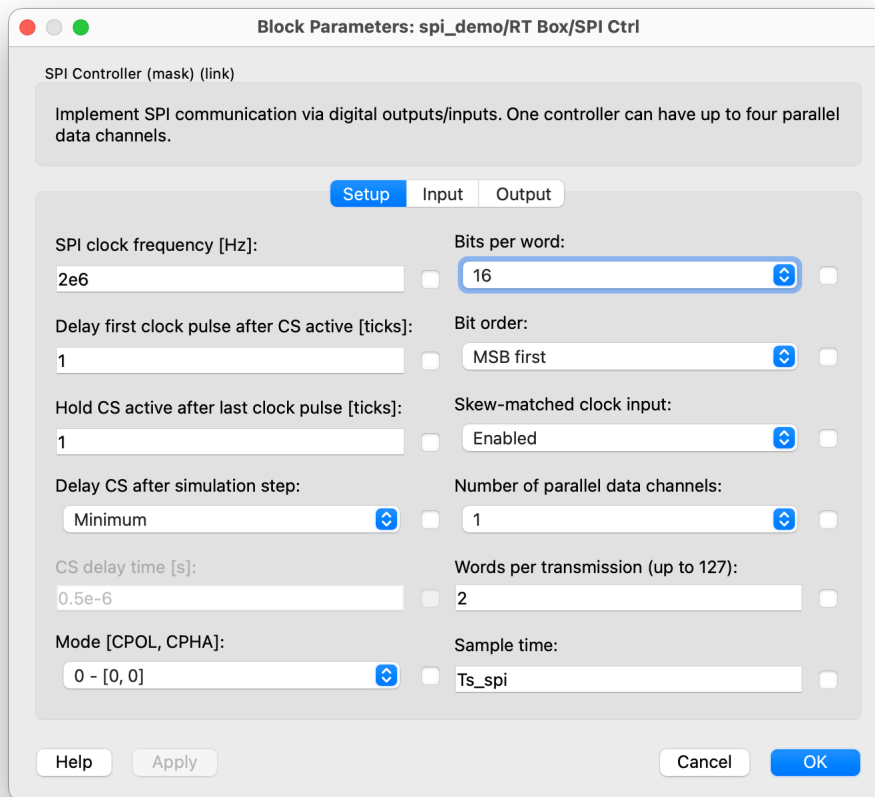 Block Parameters: spi_demo/RT Box/SPI Ctrl
SPI Controller (mask) (link)
Implement SPI communication via digital outputs/inputs. One controller can have up to four parallel
data channels.
Setup
Input
Output
SPI clock frequency [Hz]:
2e6
Delay first clock pulse after CS active [ticks]:
1
Hold CS active after last clock pulse [ticks]:
1
Delay CS after simulation step:
Minimum
CS delay time [s]:
0.5e-6
Mode [CPOL, CPHA]:
0 - [0, 0]
Bits per word:
16
Bit order:
MSB first
Skew-matched clock input:
Enabled
Number of parallel data channels:
1
Words per transmission (up to 127):
2
Sample time:
Ts_spi
Help
Apply
Cancel
OK